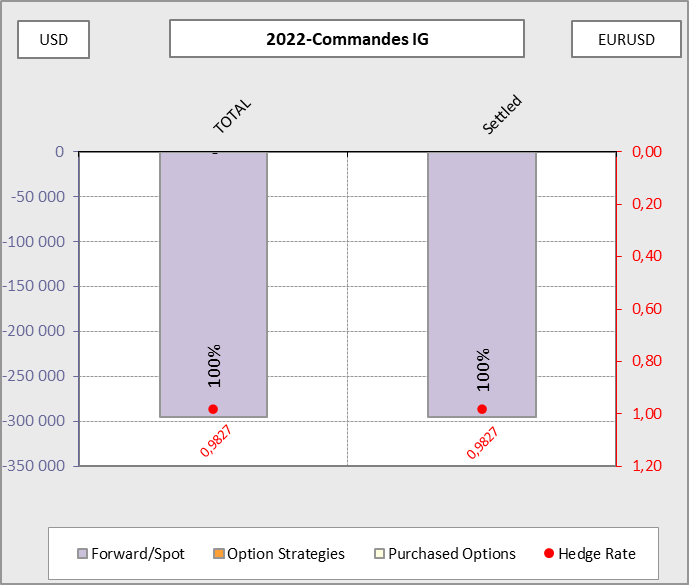 USD 2022-Commandes IG EURUSD
TOTAL Settled
0 0,00
-50 000 0,20
-100 000 0,40
-150 000 0,60
-200 000 0,80
-250 000 1,00
-300 000 1,20
-350 000
100% 100%
0,9827 0,9827
Forward/Spot Option Strategies Purchased Options Hedge Rate